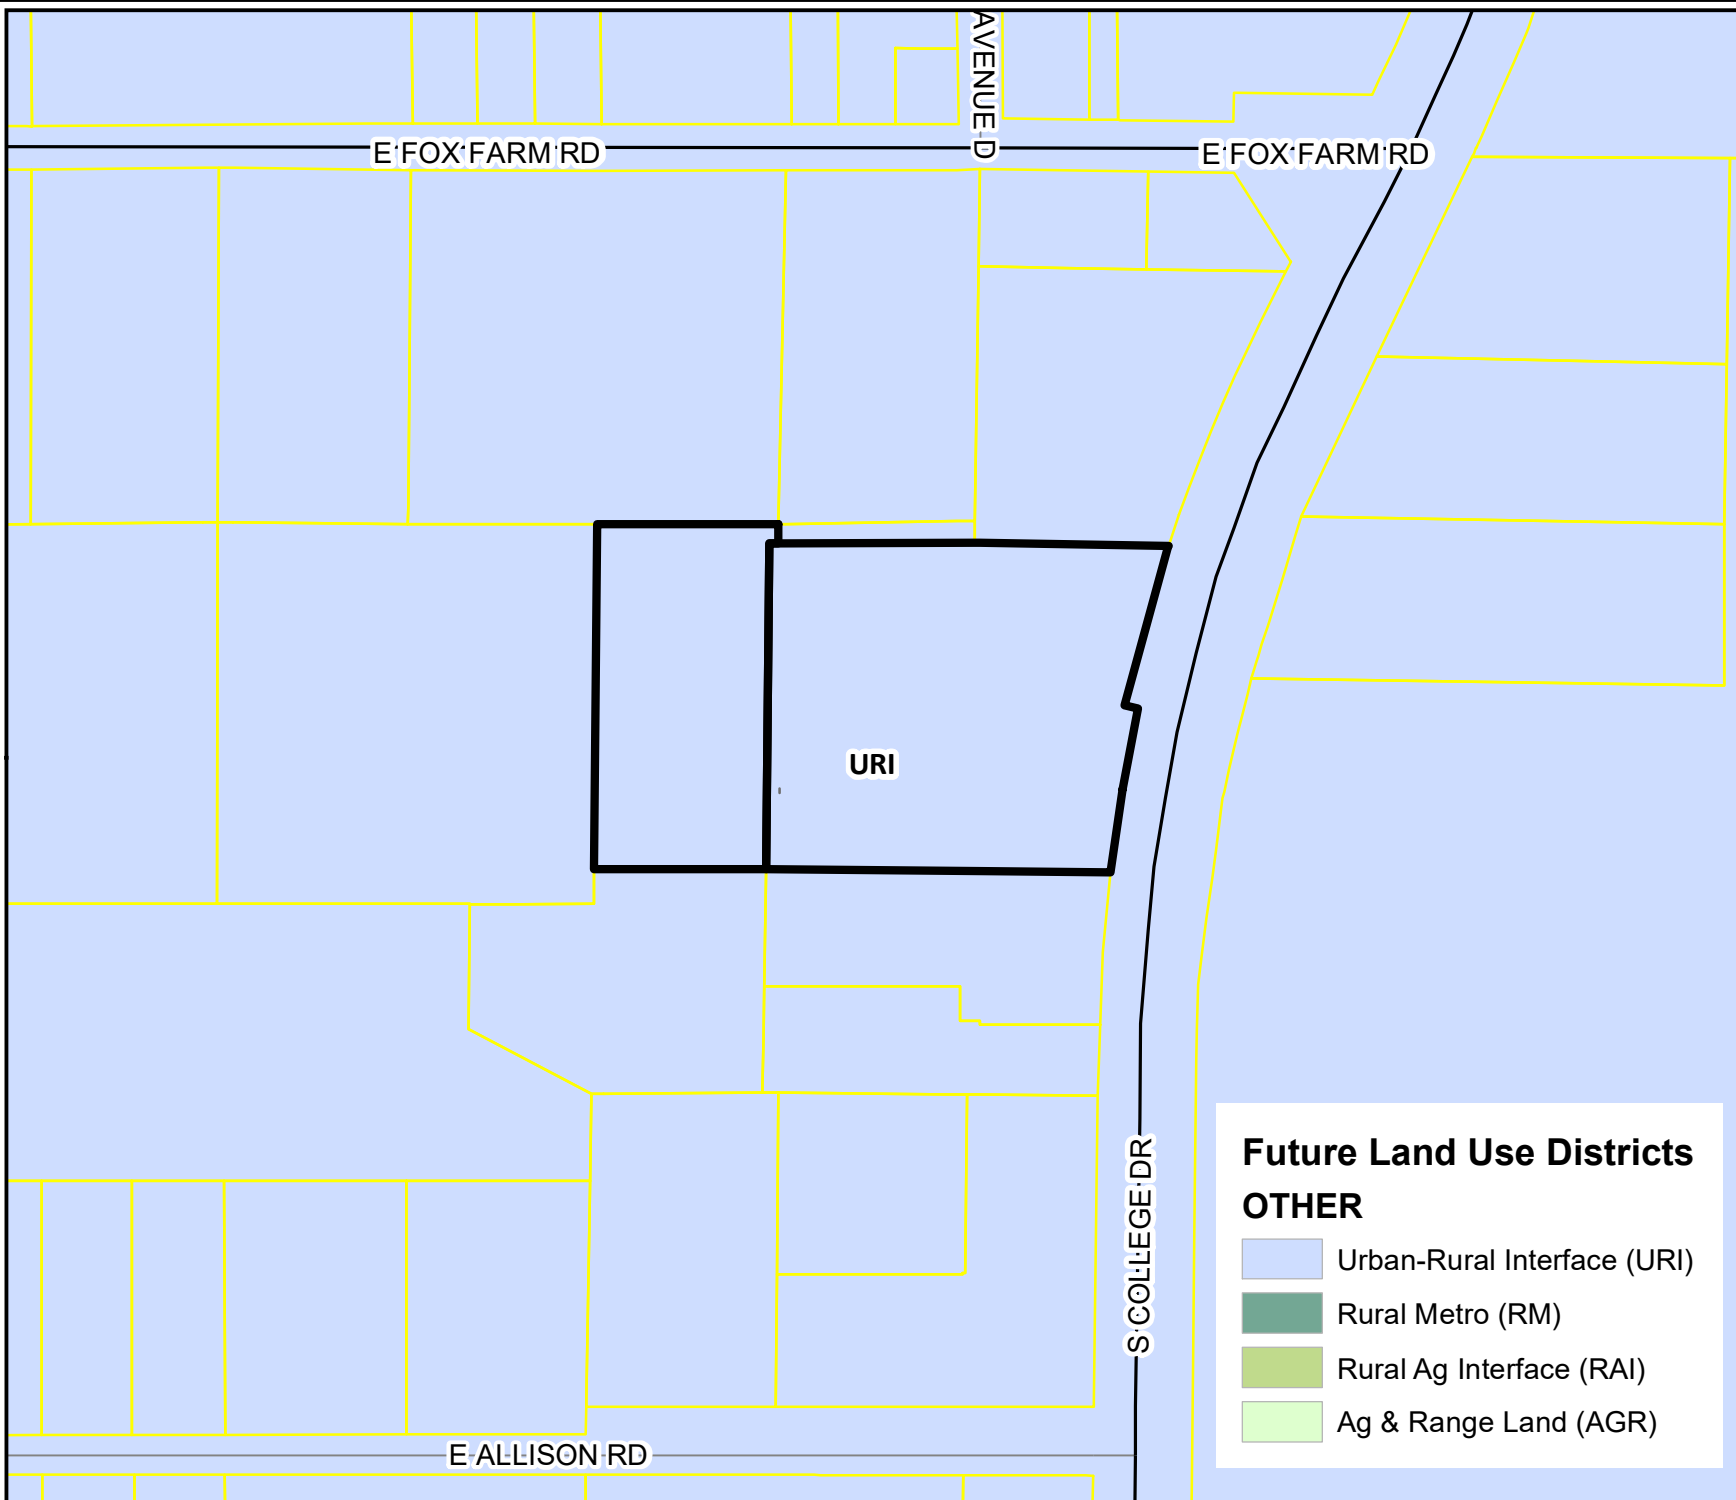 AVENUE D
E FOX FARM RD
E FOX FARM RD
URI
S COLLEGE DR
Future Land Use Districts
OTHER
Urban-Rural Interface (URI)
Rural Metro (RM)
Rural Ag Interface (RAI)
Ag & Range Land (AGR)
E ALLISON RD